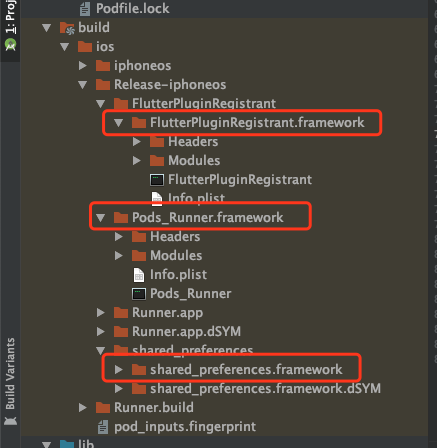 Podfile.lock
1: Proj
build
ios
iphoneos
Release-iphoneos
FlutterPluginRegistrant
FlutterPluginRegistrant.framework
Headers
Modules
FlutterPluginRegistrant
Info.plist
Pods_Runner.framework
Headers
Modules
Info.plist
Pods_Runner
Runner.app
Runner.app.dSYM
shared_preferences
shared_preferences.framework
shared_preferences.framework.dSYM
Build Variants
Runner.build
pod_inputs.fingerprint
lib